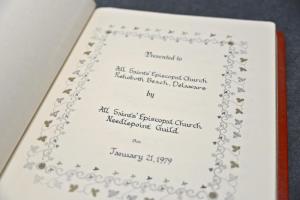 Presented to
All Saints' Episcopal Church
Rehoboth Beach, Delaware
by
All Saints' Episcopal Church
Needlepoint Guild
on
January 21, 1979